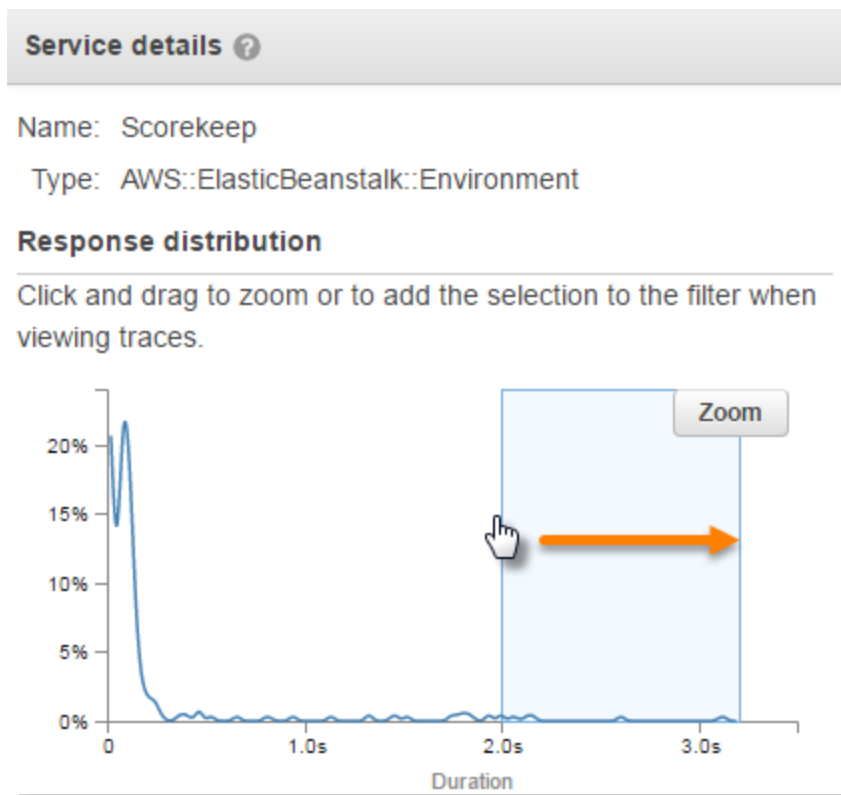 Service details ?
Name: Scorekeep
Type: AWS::ElasticBeanstalk::Environment
Response distribution
Click and drag to zoom or to add the selection to the filter when
viewing traces.
Zoom
20%
15%
10%
5%
0%
0 1.0s 2.0s 3.0s
Duration